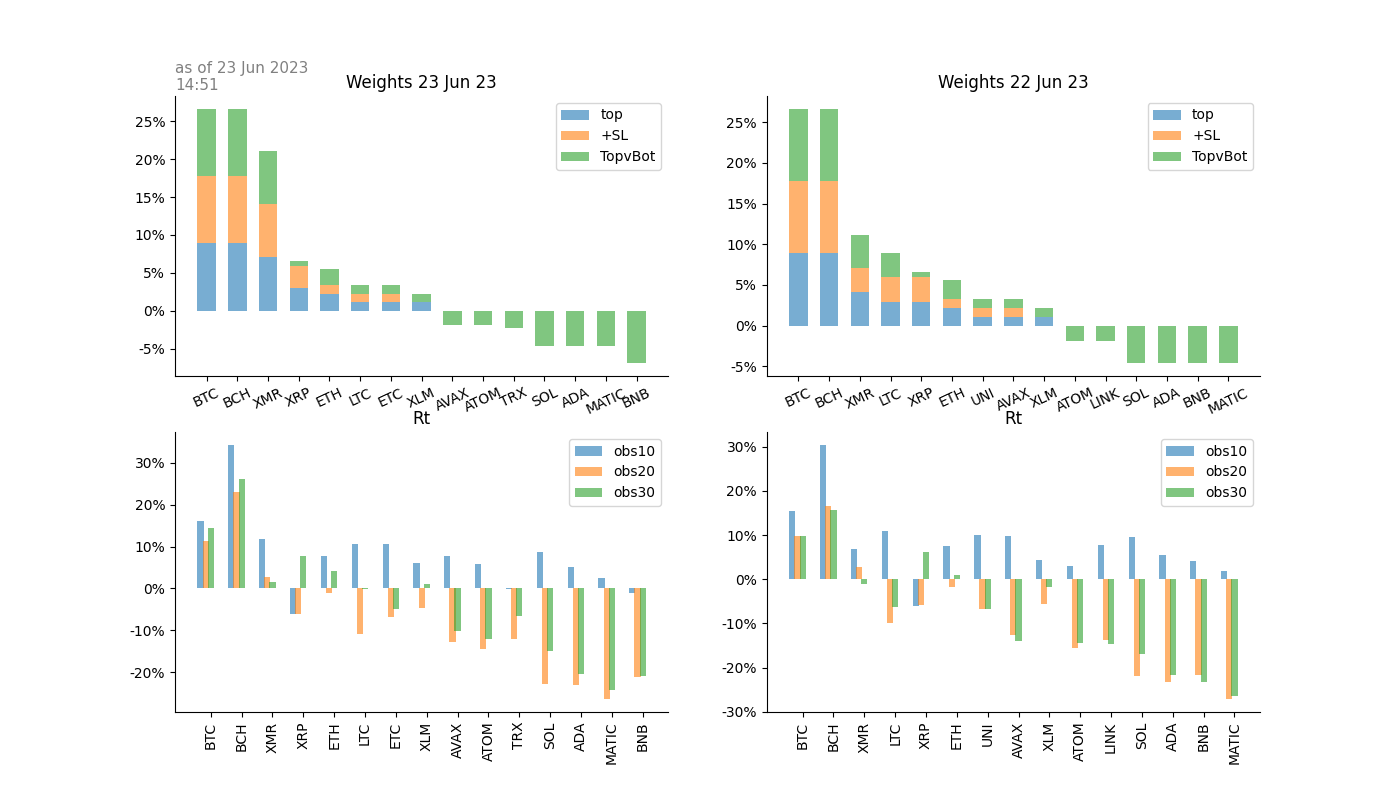 as of 23 Jun 2023
14:51
Weights 23 Jun 23
25%
20%
15%
10%
5%
0%
-5%
top
+SL
TopvBot
BTC BCH XMR XRP ETH LTC ETC XLM AVAX ATOM TRX SOL ADA MATIC BNB
Weights 22 Jun 23
25%
20%
15%
10%
5%
0%
-5%
top
+SL
TopvBot
BTC BCH XMR LTC XRP ETH UNI AVAX XLM ATOM LINK SOL ADA BNB MATIC
Rt
30%
20%
10%
0%
-10%
-20%
obs10
obs20
obs30
BTC BCH XMR XRP ETH LTC ETC XLM AVAX ATOM TRX SOL ADA MATIC BNB
Rt
30%
20%
10%
0%
-10%
-20%
-30%
obs10
obs20
obs30
BTC BCH XMR LTC XRP ETH UNI AVAX XLM ATOM LINK SOL ADA BNB MATIC